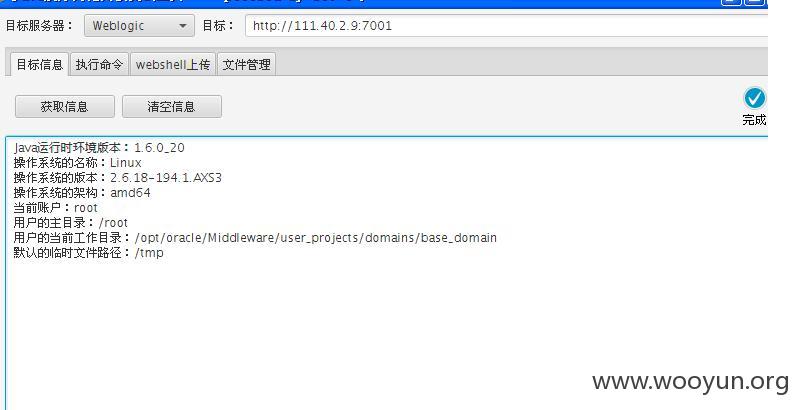 目标服务器： Weblogic 目标： http://111.40.2.9:7001
目标信息 执行命令 webshell上传 文件管理
获取信息 清空信息
完成
Java运行时环境版本：1.6.0_20
操作系统的名称：Linux
操作系统的版本：2.6.18-194.1.AXS3
操作系统的架构：amd64
当前账户：root
用户的主目录：/root
用户的当前工作目录：/opt/oracle/Middleware/user_projects/domains/base_domain
默认的临时文件路径：/tmp
www.wooyun.org